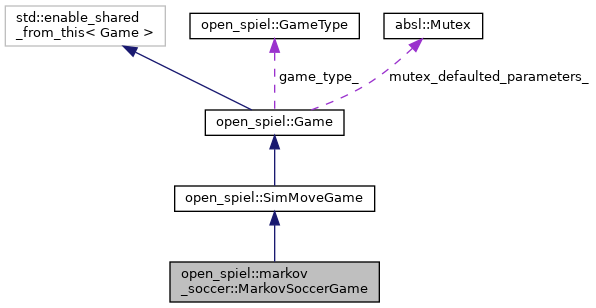 std::enable_shared
_from_this< Game >
open_spiel::GameType
absl::Mutex
game_type_
mutex_defaulted_parameters_
open_spiel::Game
open_spiel::SimMoveGame
open_spiel::markov
_soccer::MarkovSoccerGame